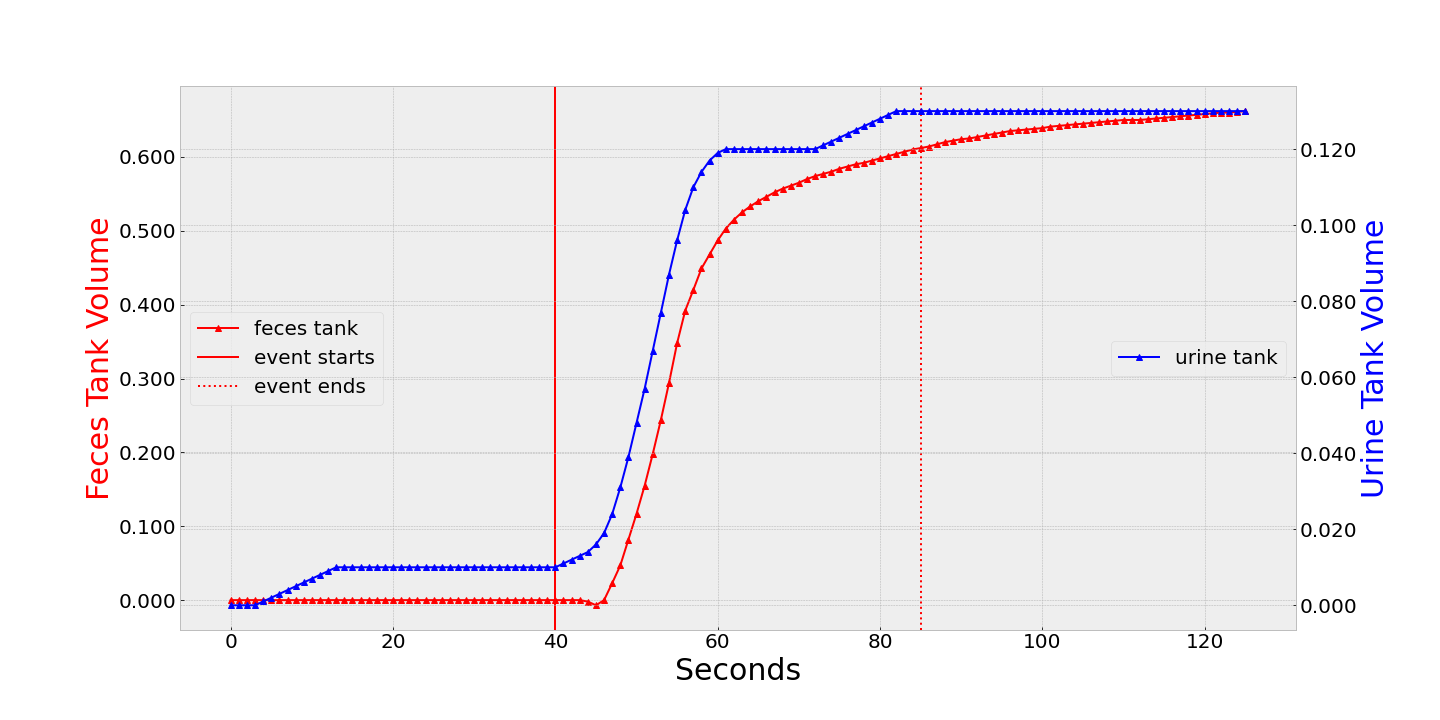 Feces Tank Volume
0.600
0.500
0.400
0.300
0.200
0.100
0.000
feces tank
event starts
event ends
urine tank
0.120
0.100
0.080
0.060
0.040
0.020
0.000
Urine Tank Volume
0 20 40 60 80 100 120
Seconds